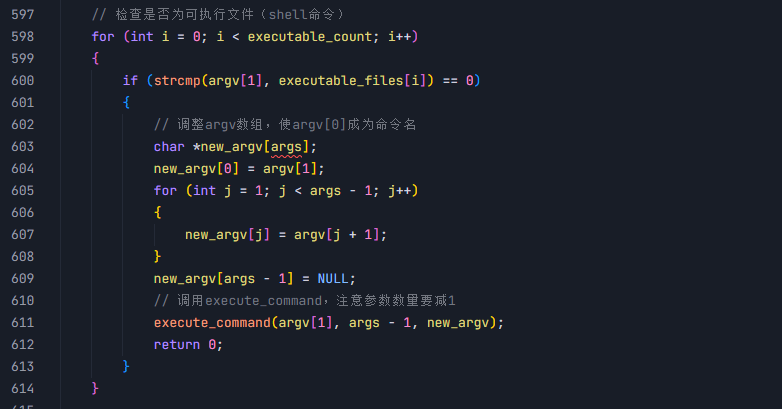 597 // 检查是否为可执行文件（shell命令）
598 for (int i = 0; i < executable_count; i++)
599 {
600 if (strcmp(argv[1], executable_files[i]) == 0)
601 {
602 // 调整argv数组，使argv[0]成为命令名
603 char *new_argv[args];
604 new_argv[0] = argv[1];
605 for (int j = 1; j < args - 1; j++)
606 {
607 new_argv[j] = argv[j + 1];
608 }
609 new_argv[args - 1] = NULL;
610 // 调用execute_command，注意参数数量要减1
611 execute_command(argv[1], args - 1, new_argv);
612 return 0;
613 }
614 }